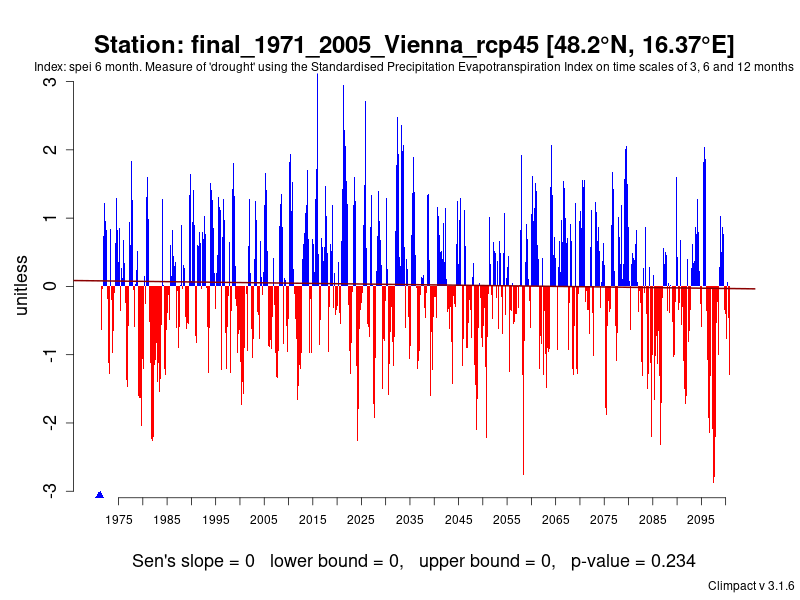 Station: final_1971_2005_Vienna_rcp45 [48.2°N, 16.37°E]
Index: spei 6 month. Measure of 'drought' using the Standardised Precipitation Evapotranspiration Index on time scales of 3, 6 and 12 months
3
2
1
0
-1
-2
-3
unitless
1975 1985 1995 2005 2015 2025 2035 2045 2055 2065 2075 2085 2095
Sen's slope = 0 lower bound = 0, upper bound = 0, p-value = 0.234
Climpact v 3.1.6